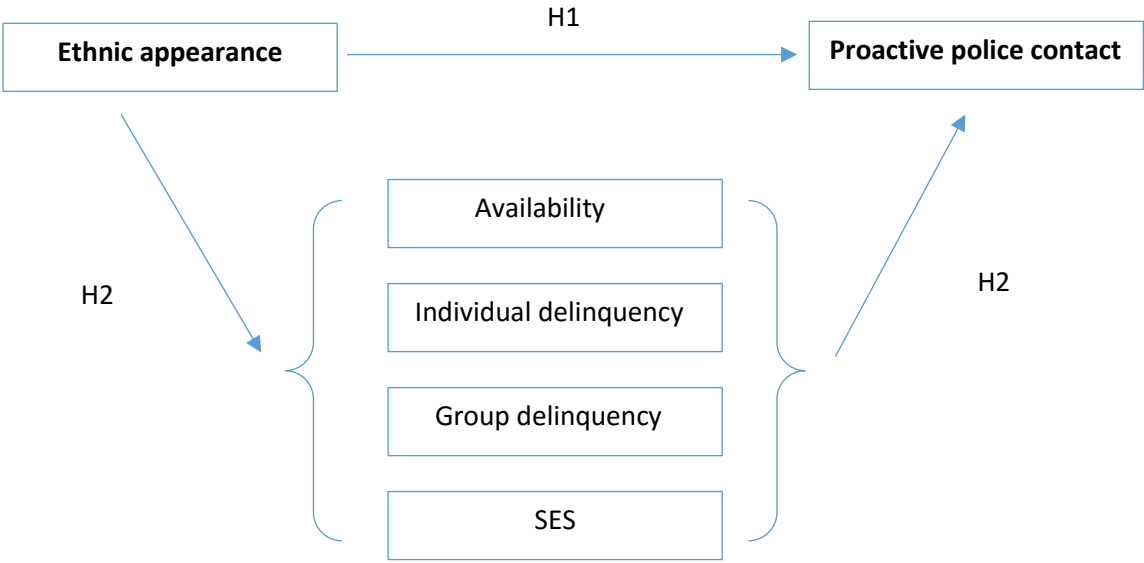 H1
Ethnic appearance
Proactive police contact
Availability
H2
H2
Individual delinquency
Group delinquency
SES